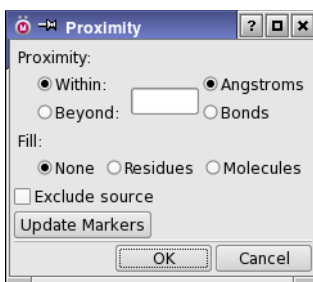 Proximity
Proximity:
Within: Angstroms
Beyond: Bonds
Fill:
None Residues Molecules
Exclude source
Update Markers
OK Cancel